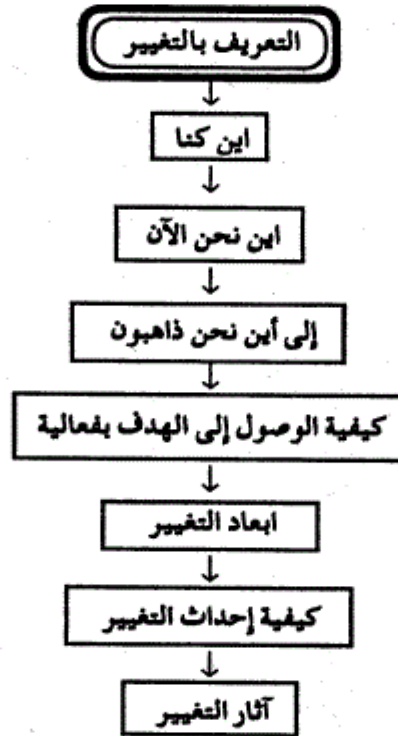 التعريف بالتغيير
اين كنا
اين نحن الآن
إلى أين نحن ذاهبون
كيفية الوصول إلى الهدف بفعالية
ابعاد التغيير
كيفية إحداث التغيير
آثار التغيير